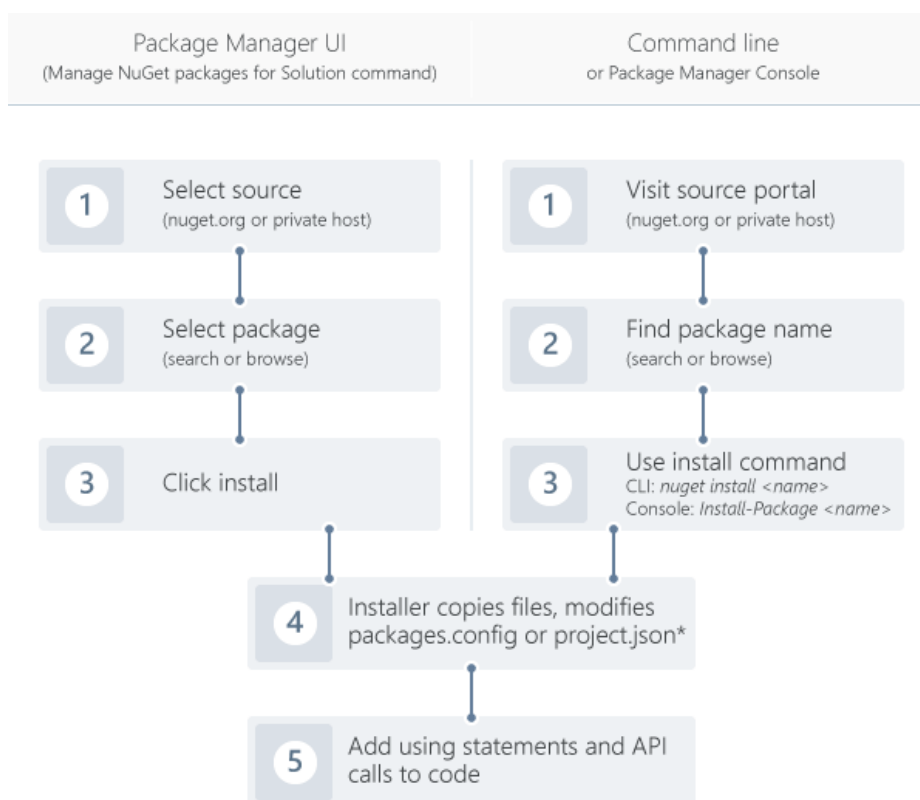 Package Manager UI
(Manage NuGet packages for Solution command)
Command line
or Package Manager Console
1
Select source
(nuget.org or private host)
2
Select package
(search or browse)
3
Click install
1
Visit source portal
(nuget.org or private host)
2
Find package name
(search or browse)
3
Use install command
CLI: nuget install <name>
Console: Install-Package <name>
4
Installer copies files, modifies
packages.config or project.json*
5
Add using statements and API
calls to code